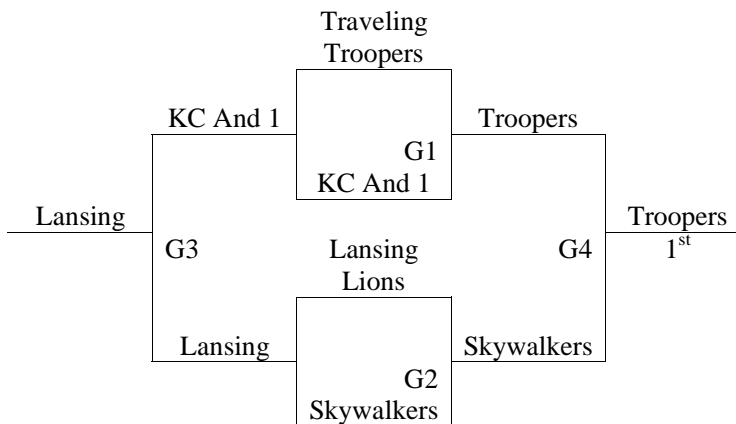 Traveling
Troopers
KC And 1
Troopers
G1
KC And 1
Lansing
Troopers
G3
Lansing
Lions
G4
1st
Lansing
Skywalkers
G2
Skywalkers